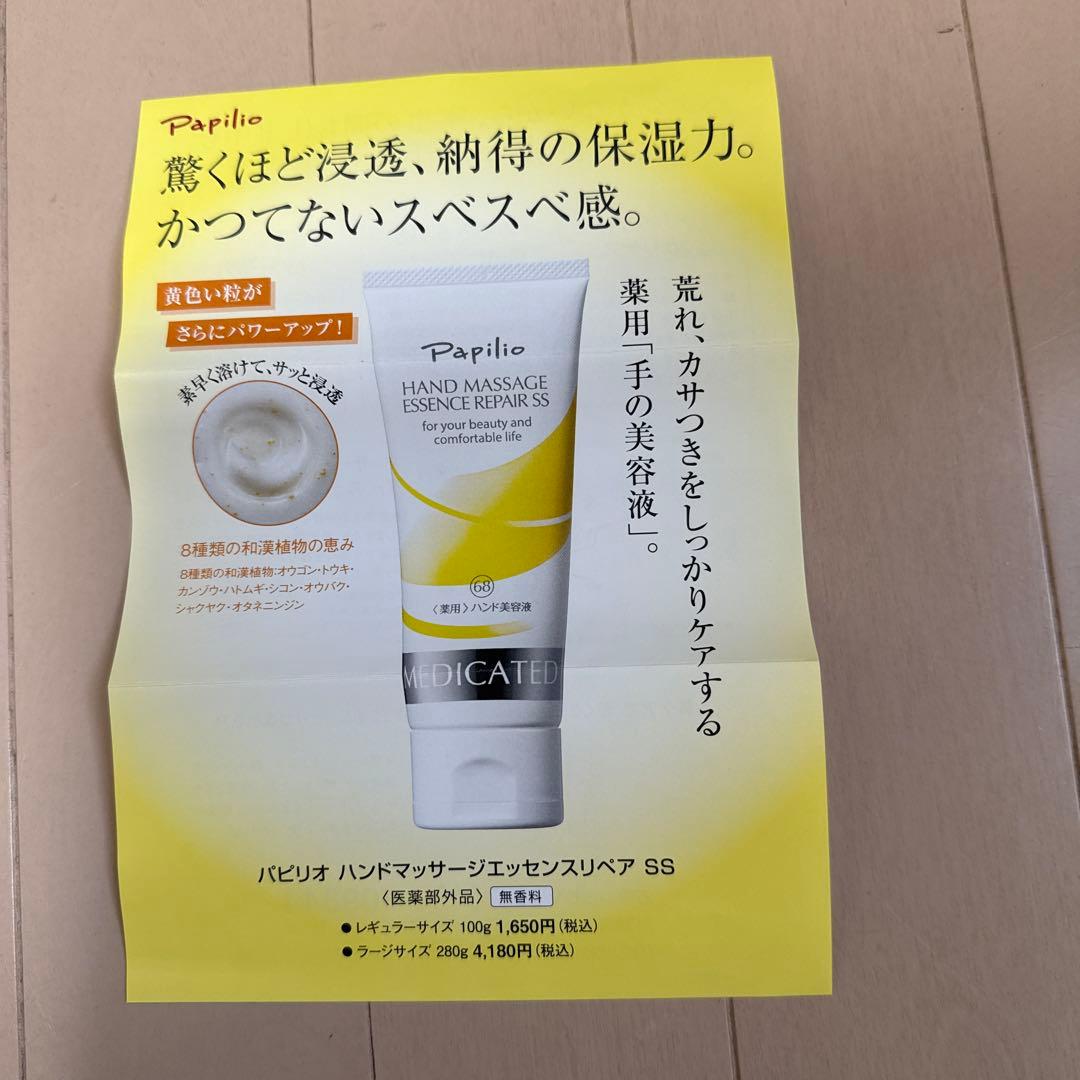 Papilio
驚くほど浸透、納得の保湿力。
かつてないスベスベ感。
黄色い粒が
さらにパワーアップ!
素早く溶けて、サッと浸透
8種類の和漢植物の恵み
8種類の和漢植物:オウゴン・トウキ・
カンゾウ・ハトムギ・シコン・オウバク・
シャクヤク・オタネニンジン
Papilio
HAND MASSAGE
ESSENCE REPAIR SS
for your beauty and
comfortable life
68
〈薬用〉ハンド美容液
MEDICATED
荒れ、カサつきをしっかりケアする
薬用「手の美容液」。
パピリオ ハンドマッサージエッセンスリペア SS
〈医薬部外品〉 無香料
●レギュラーサイズ 100g 1,650円(税込)
●ラージサイズ 280g 4,180円(税込)